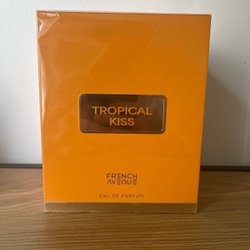 TROPICAL
KISS
FRENCH
AVENUE
EAU DE PARFUM